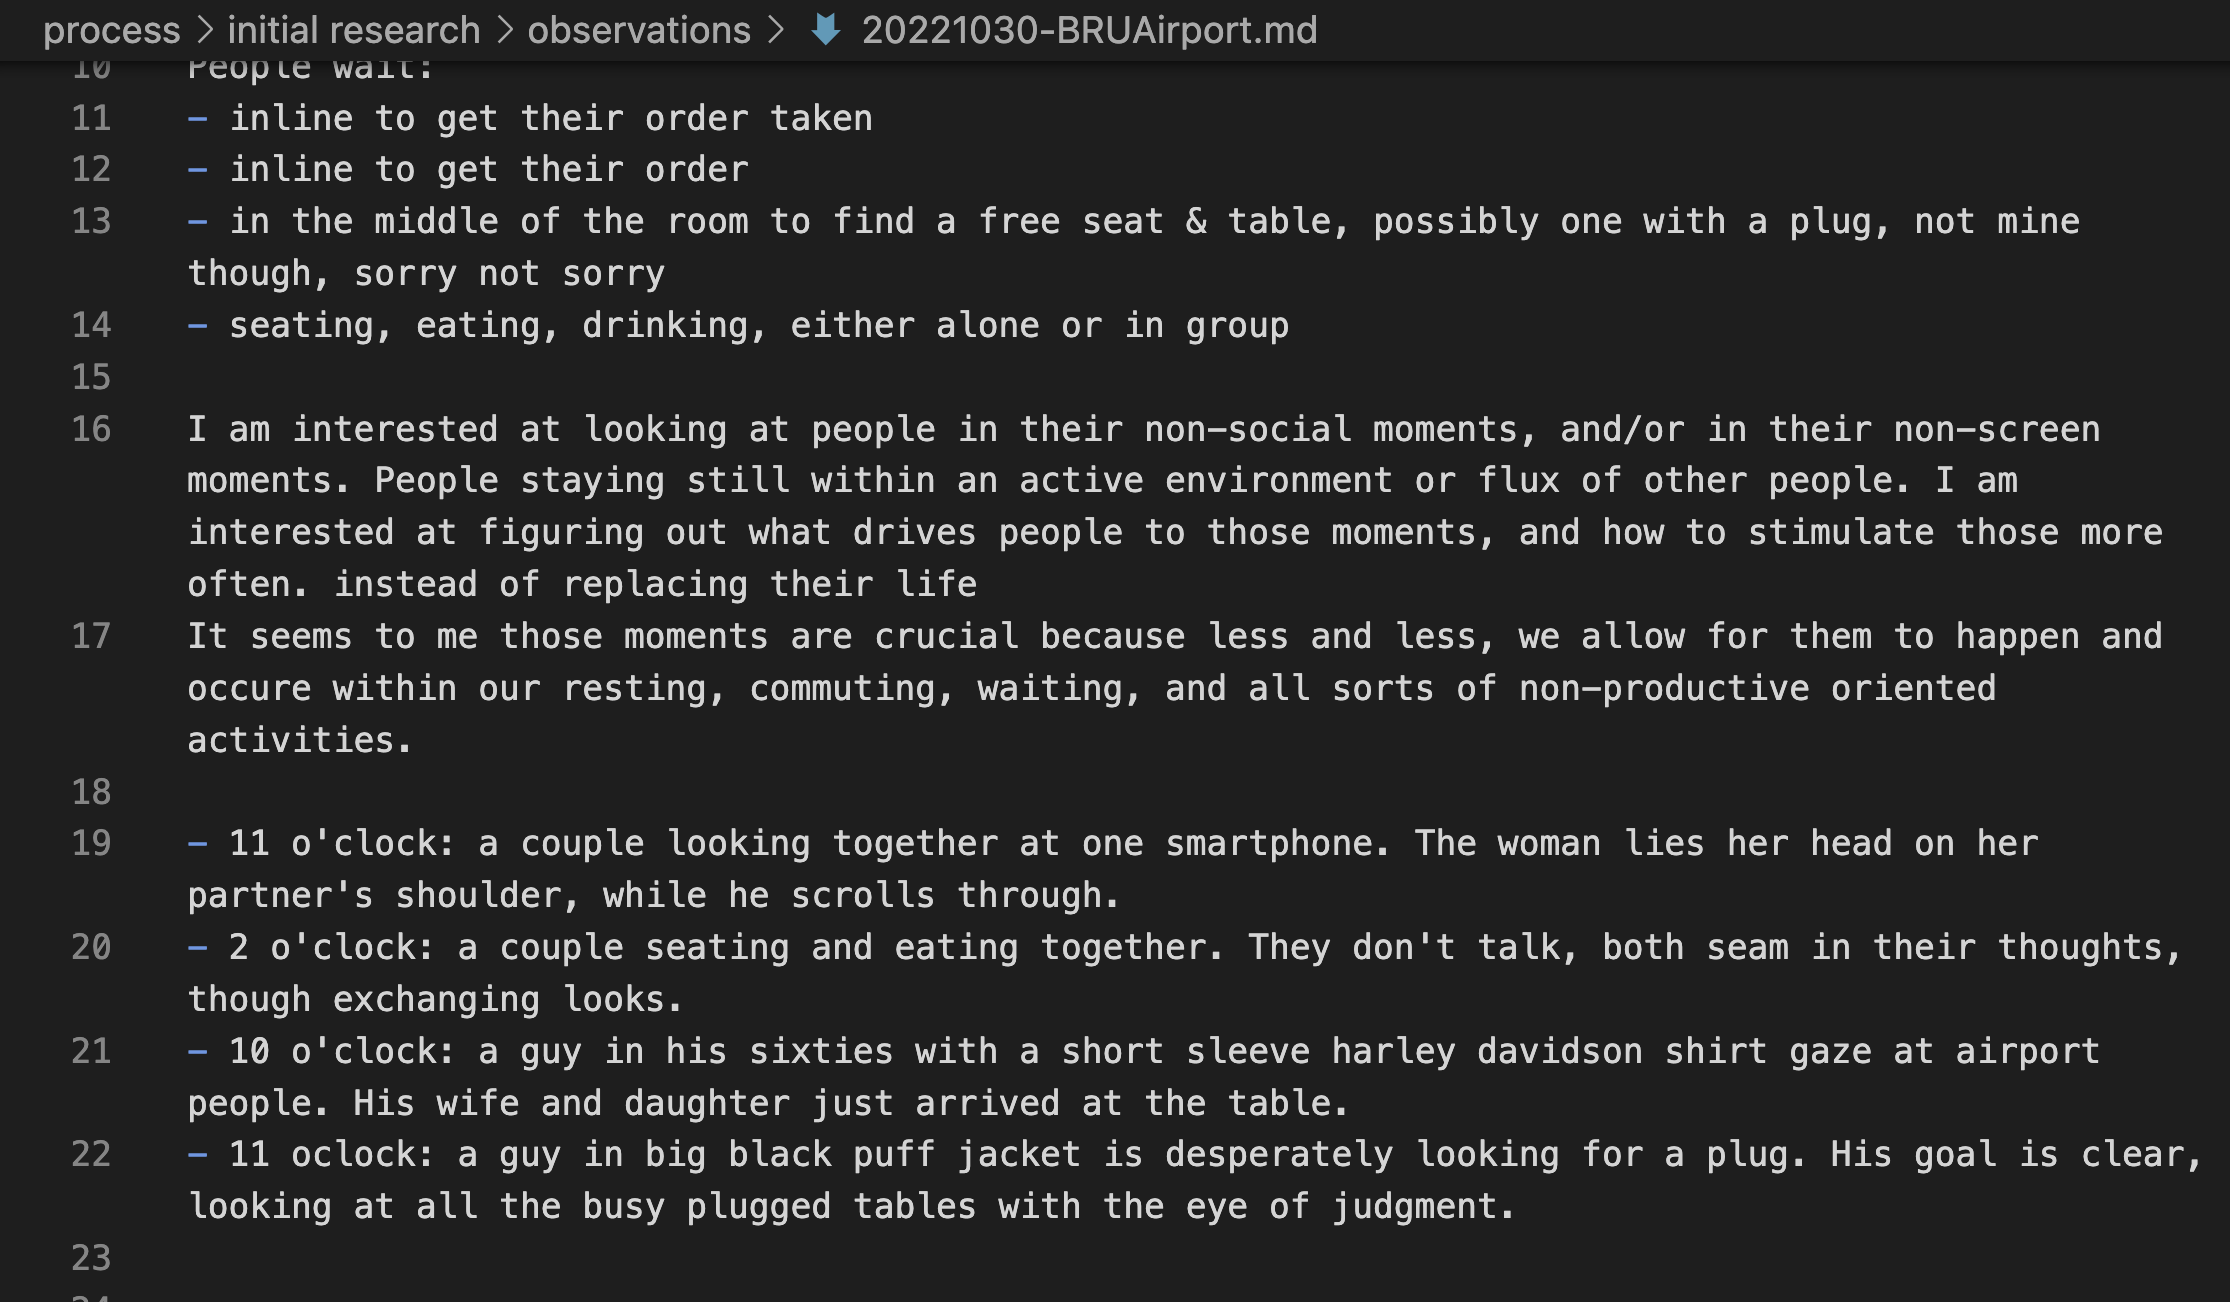 process > initial research > observations > 20221030-BRUAirport.md
10 People wait:
11 - inline to get their order taken
12 - inline to get their order
13 - in the middle of the room to find a free seat & table, possibly one with a plug, not mine
though, sorry not sorry
14 - seating, eating, drinking, either alone or in group
15
16 I am interested at looking at people in their non-social moments, and/or in their non-screen
moments. People staying still within an active environment or flux of other people. I am
interested at figuring out what drives people to those moments, and how to stimulate those more
often. instead of replacing their life
17 It seems to me those moments are crucial because less and less, we allow for them to happen and
occure within our resting, commuting, waiting, and all sorts of non-productive oriented
activities.
18
19 - 11 o'clock: a couple looking together at one smartphone. The woman lies her head on her
partner's shoulder, while he scrolls through.
20 - 2 o'clock: a couple seating and eating together. They don't talk, both seam in their thoughts,
though exchanging looks.
21 - 10 o'clock: a guy in his sixties with a short sleeve harley davidson shirt gaze at airport
people. His wife and daughter just arrived at the table.
22 - 11 oclock: a guy in big black puff jacket is desperately looking for a plug. His goal is clear,
looking at all the busy plugged tables with the eye of judgment.
23